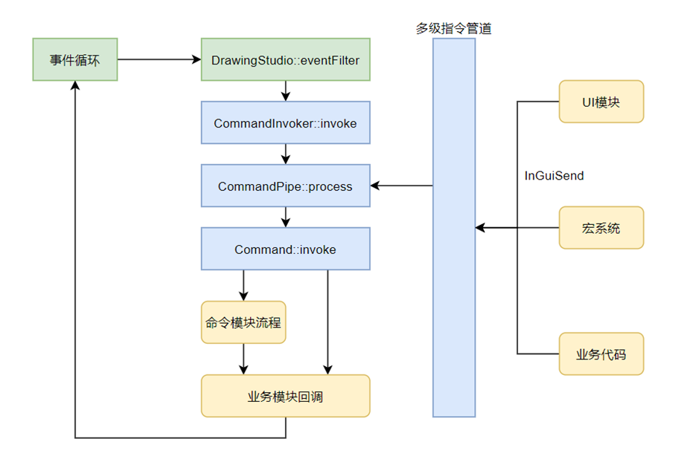 多级指令管道
事件循环
DrawingStudio::eventFilter
UI模块
CommandInvoker::invoke
InGuiSend
CommandPipe::process
宏系统
Command::invoke
命令模块流程
业务代码
业务模块回调